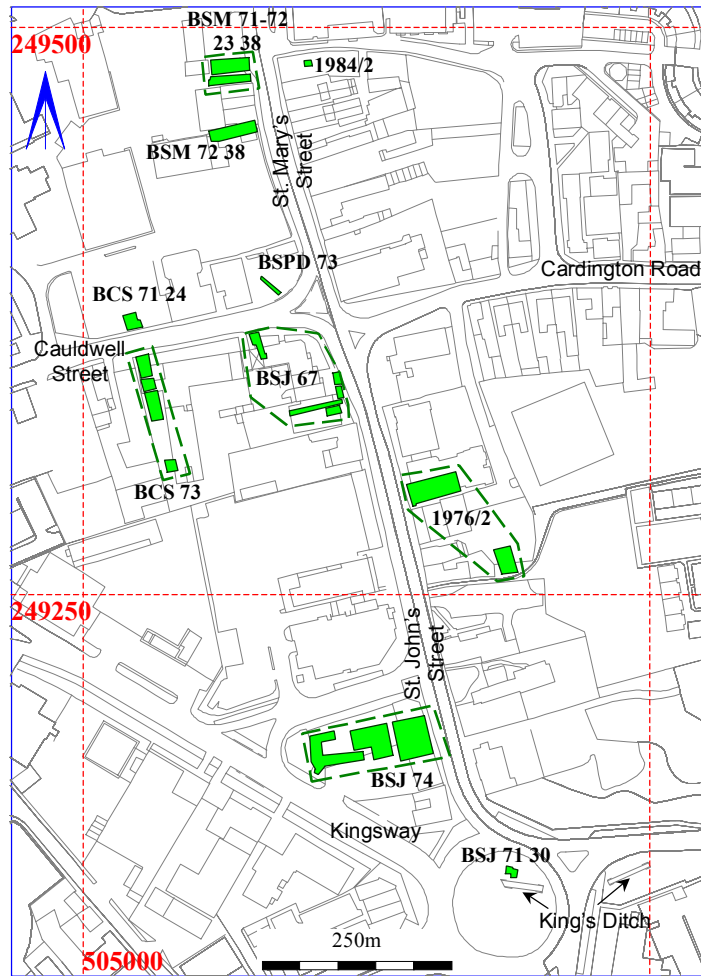 BSM 71-72
23 38
249500
1984/2
St. Mary's
Street
BSM 72 38
BSPD 73
Cardington Road
BCS 71 24
Cauldwell
Street
BSJ 67
BCS 73
1976/2
249250
St. John's
Street
BSJ 74
Kingsway
BSJ 71 30
King's Ditch
250m
505000